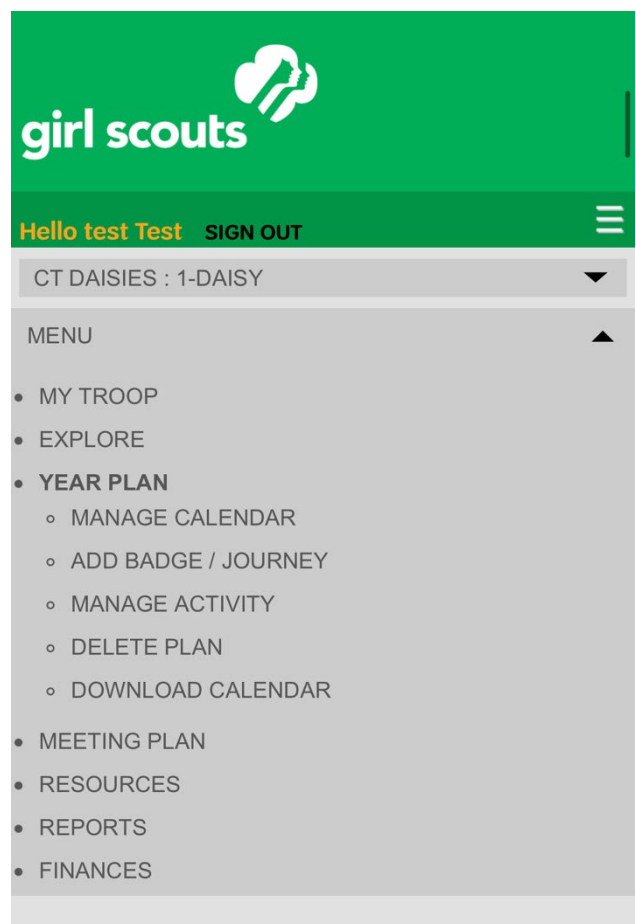 girl scouts
Hello test Test SIGN OUT
CT DAISIES : 1-DAISY
MENU
MY TROOP
EXPLORE
YEAR PLAN
MANAGE CALENDAR
ADD BADGE / JOURNEY
MANAGE ACTIVITY
DELETE PLAN
DOWNLOAD CALENDAR
MEETING PLAN
RESOURCES
REPORTS
FINANCES